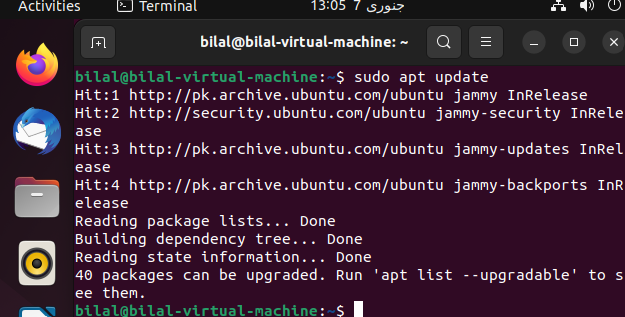 Activities
Terminal
13:05 7 جنوری
bilal@bilal-virtual-machine: ~
bilal@bilal-virtual-machine:~$ sudo apt update
Hit:1 http://pk.archive.ubuntu.com/ubuntu jammy InRelease
Hit:2 http://security.ubuntu.com/ubuntu jammy-security InRele
ase
Hit:3 http://pk.archive.ubuntu.com/ubuntu jammy-updates InRel
ease
Hit:4 http://pk.archive.ubuntu.com/ubuntu jammy-backports InR
elease
Reading package lists... Done
Building dependency tree... Done
Reading state information... Done
40 packages can be upgraded. Run 'apt list --upgradable' to s
ee them.
bilal@bilal-virtual-machine:~$